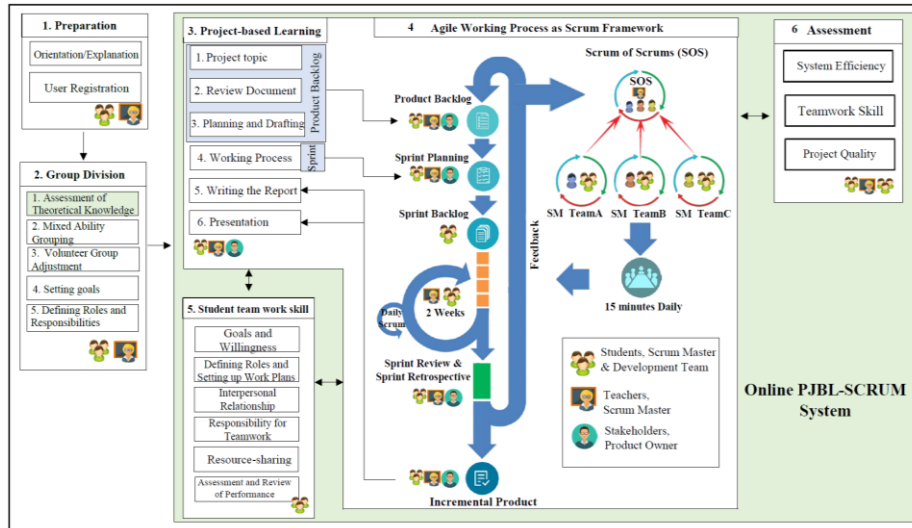 1. Preparation
Orientation/Explanation
User Registration
2. Group Division
1. Assessment of
Theoretical Knowledge
2. Mixed Ability
Grouping
3. Volunteer Group
Adjustment
4. Setting goals
5. Defining Roles and
Responsibilities
3. Project-based Learning
1. Project topic
2. Review Document
3. Planning and Drafting
Product Backlog
4. Working Process
Sprint
5. Writing the Report
6. Presentation
5. Student team work skill
Goals and
Willingness
Defining Roles and
Setting up Work Plans
Interpersonal
Relationship
Responsibility for
Teamwork
Resource-sharing
Assessment and Review
of Performance
4 Agile Working Process as Scrum Framework
Product Backlog
Sprint Planning
Sprint Backlog
Daily
Scrum
2 Weeks
Sprint Review &
Sprint Retrospective
Incremental Product
Feedback
Scrum of Scrums (SOS)
SOS
SM TeamA
SM TeamB
SM TeamC
15 minutes Daily
Students, Scrum Master
& Development Team
Teachers,
Scrum Master
Stakeholders,
Product Owner
6 Assessment
System Efficiency
Teamwork Skill
Project Quality
Online PJBL-SCRUM
System